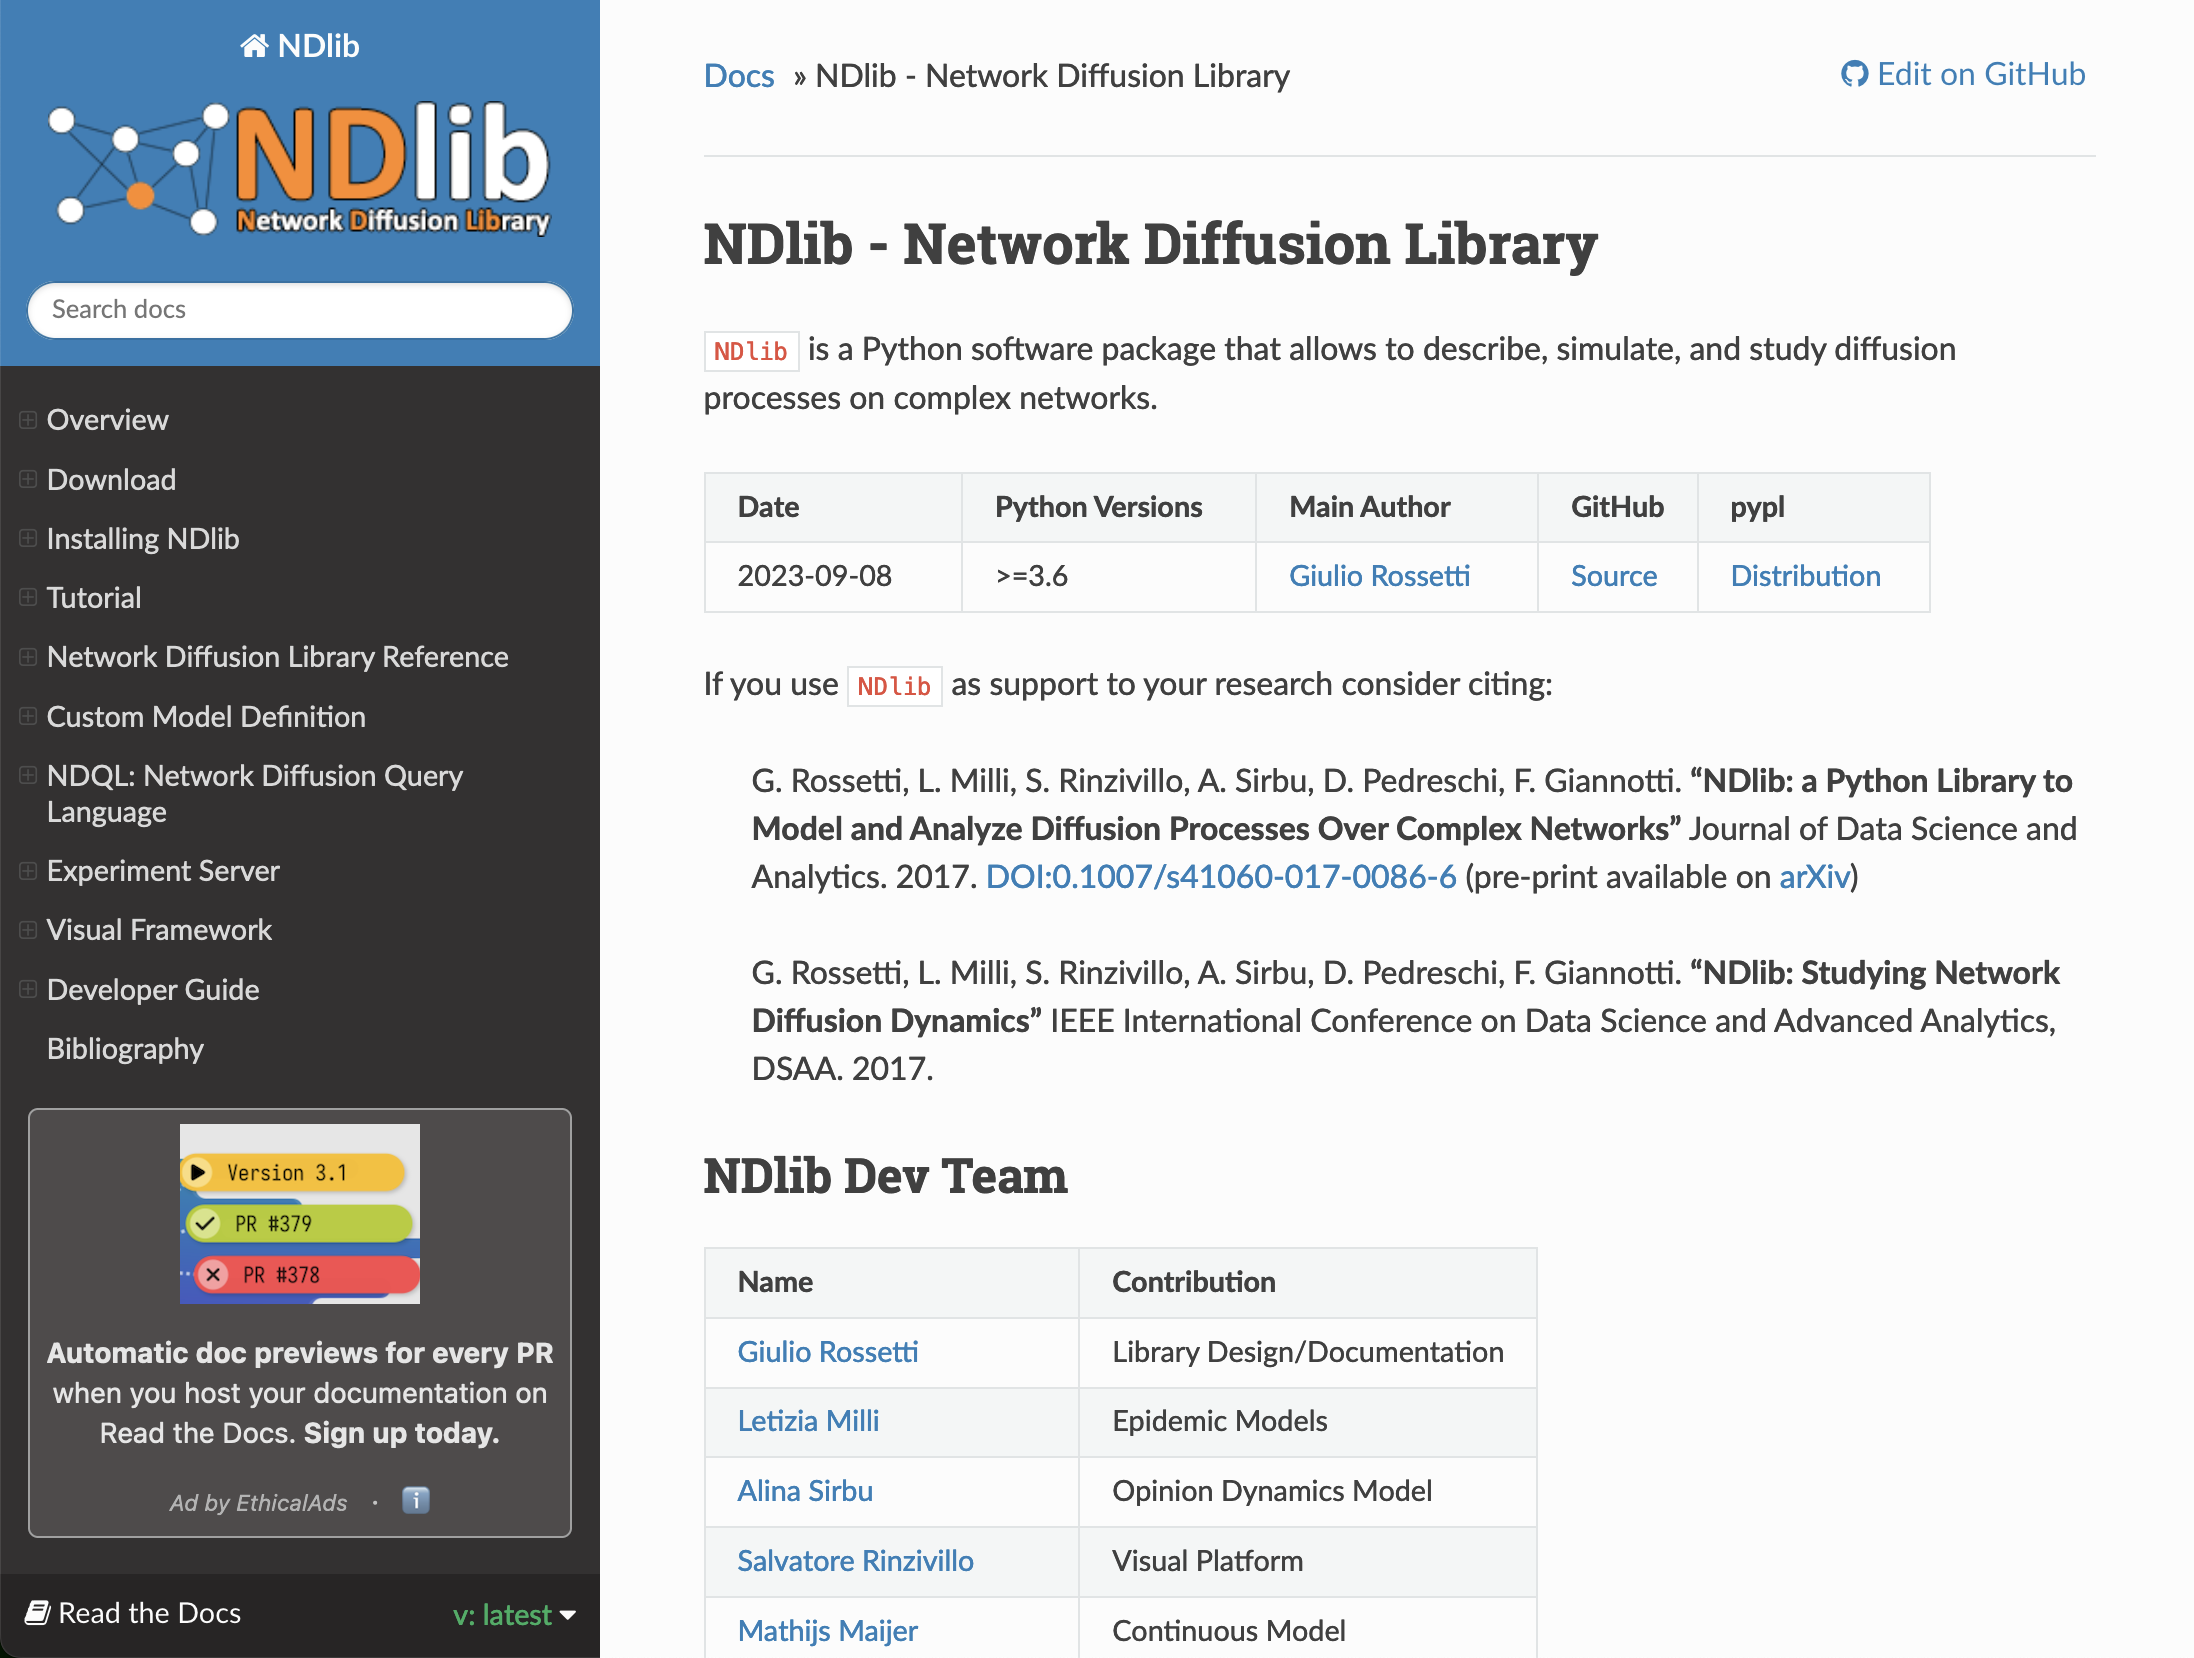 NDlib
NDlib
Network Diffusion Library
Search docs
Overview
Download
Installing NDlib
Tutorial
Network Diffusion Library Reference
Custom Model Definition
NDQL: Network Diffusion Query
Language
Experiment Server
Visual Framework
Developer Guide
Bibliography
Version 3.1
PR #379
PR #378
Automatic doc previews for every PR
when you host your documentation on
Read the Docs. Sign up today.
Ad by EthicalAds ·
Read the Docs
v: latest
Docs » NDlib - Network Diffusion Library
Edit on GitHub
NDlib - Network Diffusion Library
NDlib is a Python software package that allows to describe, simulate, and study diffusion
processes on complex networks.
Date Python Versions Main Author GitHub pypl
2023-09-08 >=3.6 Giulio Rossetti Source Distribution
If you use NDlib as support to your research consider citing:
G. Rossetti, L. Milli, S. Rinzivillo, A. Sirbu, D. Pedreschi, F. Giannotti. “NDlib: a Python Library to
Model and Analyze Diffusion Processes Over Complex Networks” Journal of Data Science and
Analytics. 2017. DOI:0.1007/s41060-017-0086-6 (pre-print available on arXiv)
G. Rossetti, L. Milli, S. Rinzivillo, A. Sirbu, D. Pedreschi, F. Giannotti. “NDlib: Studying Network
Diffusion Dynamics” IEEE International Conference on Data Science and Advanced Analytics,
DSAA. 2017.
NDlib Dev Team
Name Contribution
Giulio Rossetti Library Design/Documentation
Letizia Milli Epidemic Models
Alina Sirbu Opinion Dynamics Model
Salvatore Rinzivillo Visual Platform
Mathijs Maijer Continuous Model